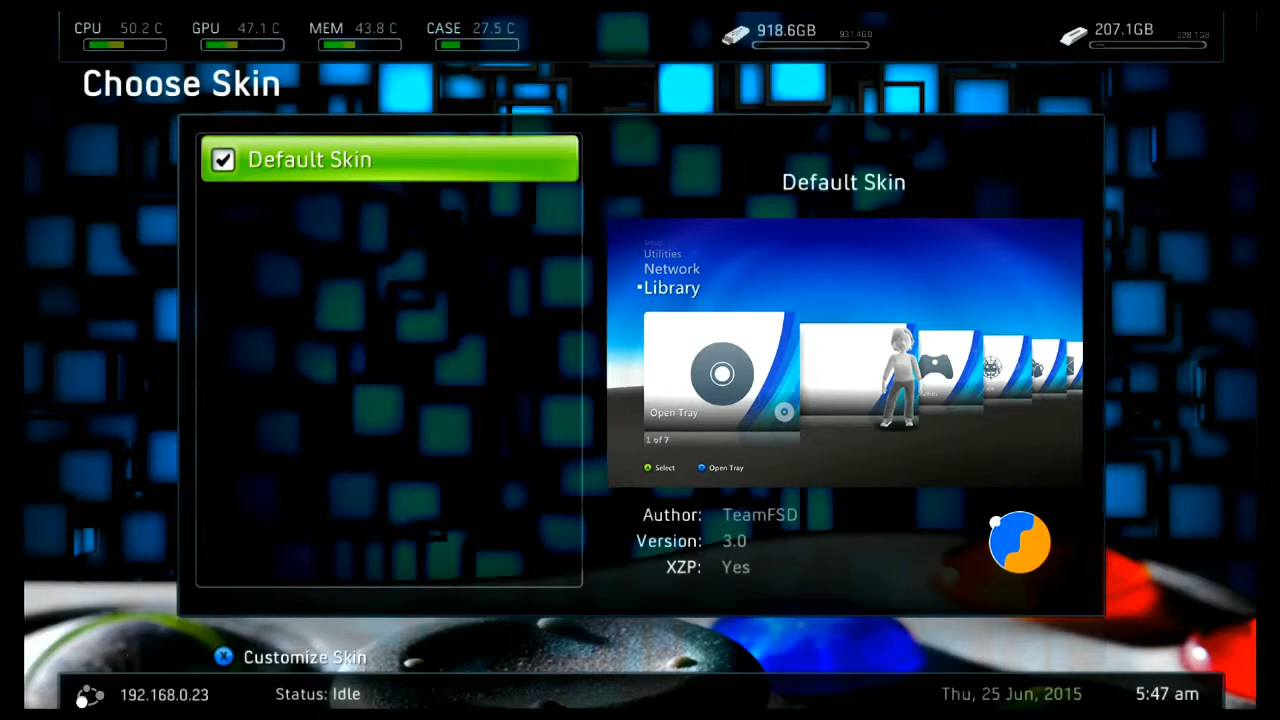 CPU 50.2 C GPU 47.1 C MEM 43.8 C CASE 27.5 C 918.6GB 931.4GB 207.1GB 228.1GB
Choose Skin
Default Skin
Default Skin
Setup
Utilities
Network
Library
Open Tray
1 of 7
Select Open Tray
Author: TeamFSD
Version: 3.0
XZP: Yes
X Customize Skin
192.168.0.23 Status: Idle Thu, 25 Jun, 2015 5:47 am